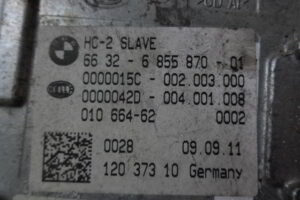 HC-2 SLAVE
66 32 - 6 855 870 - 01
0000015C - 002.003.000
0000042D - 004.001.008
010 664-62 0002
0028 09.09.11
120 373 10 Germany